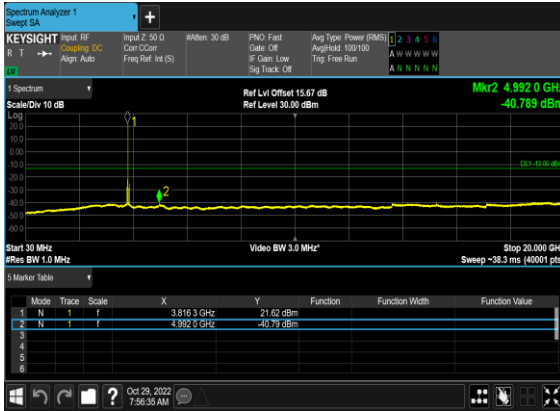 Spectrum Analyzer 1
Swept SA
+
KEYSIGHT Input: RF Input Z: 50 Ω #Atten: 30 dB PNO: Fast Avg Type: Power (RMS) 1 2 3 4 5 6
R T Coupling: DC Corr CCorr Gate: Off Avg|Hold: 100/100 A W W W W W
Align: Auto Freq Ref: Int (S) IF Gain: Low Trig: Free Run
Sig Track: Off A N N N N N
1 Spectrum Ref Lvl Offset 15.67 dB Mkr2 4.992 0 GHz
Scale/Div 10 dB Ref Level 30.00 dBm -40.789 dBm
Log
20.0
10.0
0.00
-10.0
-20.0
-30.0
-40.0
-50.0
-60.0
1
DL1 -13.00 dBm
2
Start 30 MHz Video BW 3.0 MHz* Stop 20.000 GHz
#Res BW 1.0 MHz Sweep ~38.3 ms (40001 pts)
5 Marker Table
Mode Trace Scale X Y Function Function Width Function Value
1 N 1 f 3.816 3 GHz 21.62 dBm
2 N 1 f 4.992 0 GHz -40.79 dBm
3
4
5
6
? Oct 29, 2022
7:56:35 AM